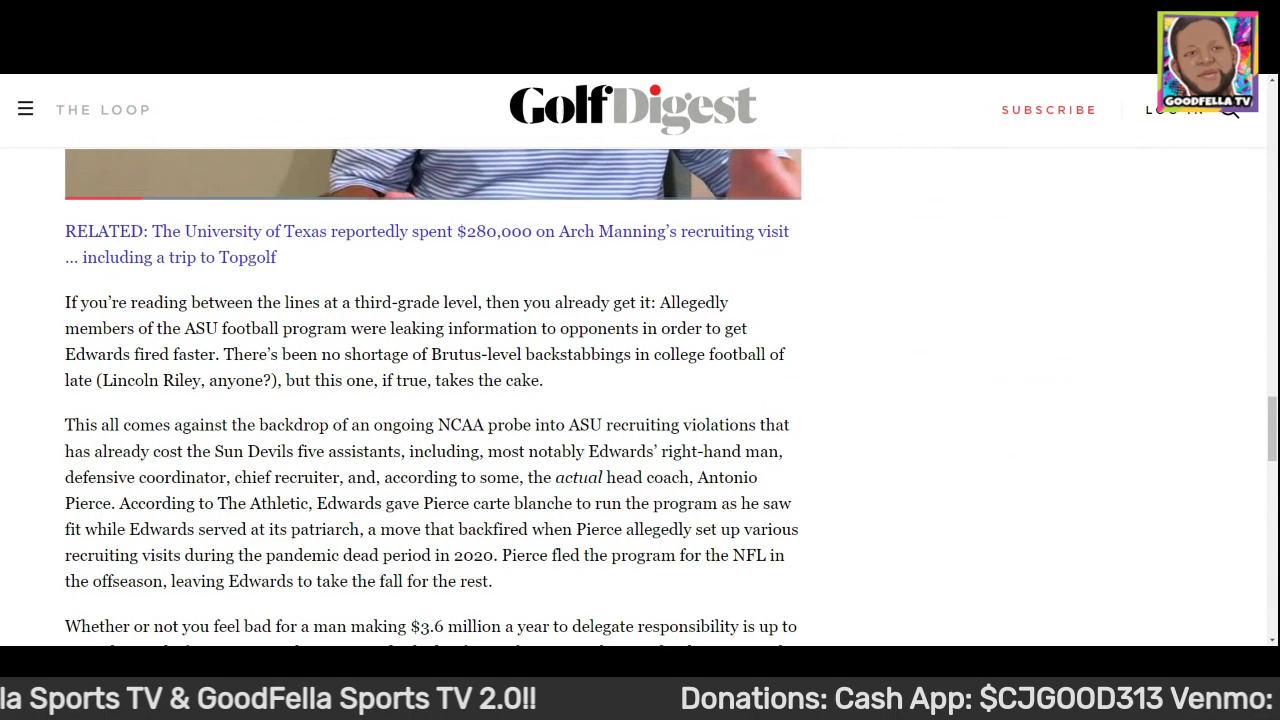 GOODFELLA TV
THE LOOP
GolfDigest
SUBSCRIBE
LOG IN
RELATED: The University of Texas reportedly spent $280,000 on Arch Manning’s recruiting visit
... including a trip to Topgolf
If you’re reading between the lines at a third-grade level, then you already get it: Allegedly
members of the ASU football program were leaking information to opponents in order to get
Edwards fired faster. There’s been no shortage of Brutus-level backstabbings in college football of
late (Lincoln Riley, anyone?), but this one, if true, takes the cake.
This all comes against the backdrop of an ongoing NCAA probe into ASU recruiting violations that
has already cost the Sun Devils five assistants, including, most notably Edwards’ right-hand man,
defensive coordinator, chief recruiter, and, according to some, the actual head coach, Antonio
Pierce. According to The Athletic, Edwards gave Pierce carte blanche to run the program as he saw
fit while Edwards served at its patriarch, a move that backfired when Pierce allegedly set up various
recruiting visits during the pandemic dead period in 2020. Pierce fled the program for the NFL in
the offseason, leaving Edwards to take the fall for the rest.
Whether or not you feel bad for a man making $3.6 million a year to delegate responsibility is up to
la Sports TV & GoodFella Sports TV 2.0!! Donations: Cash App: $CJGOOD313 Venmo: